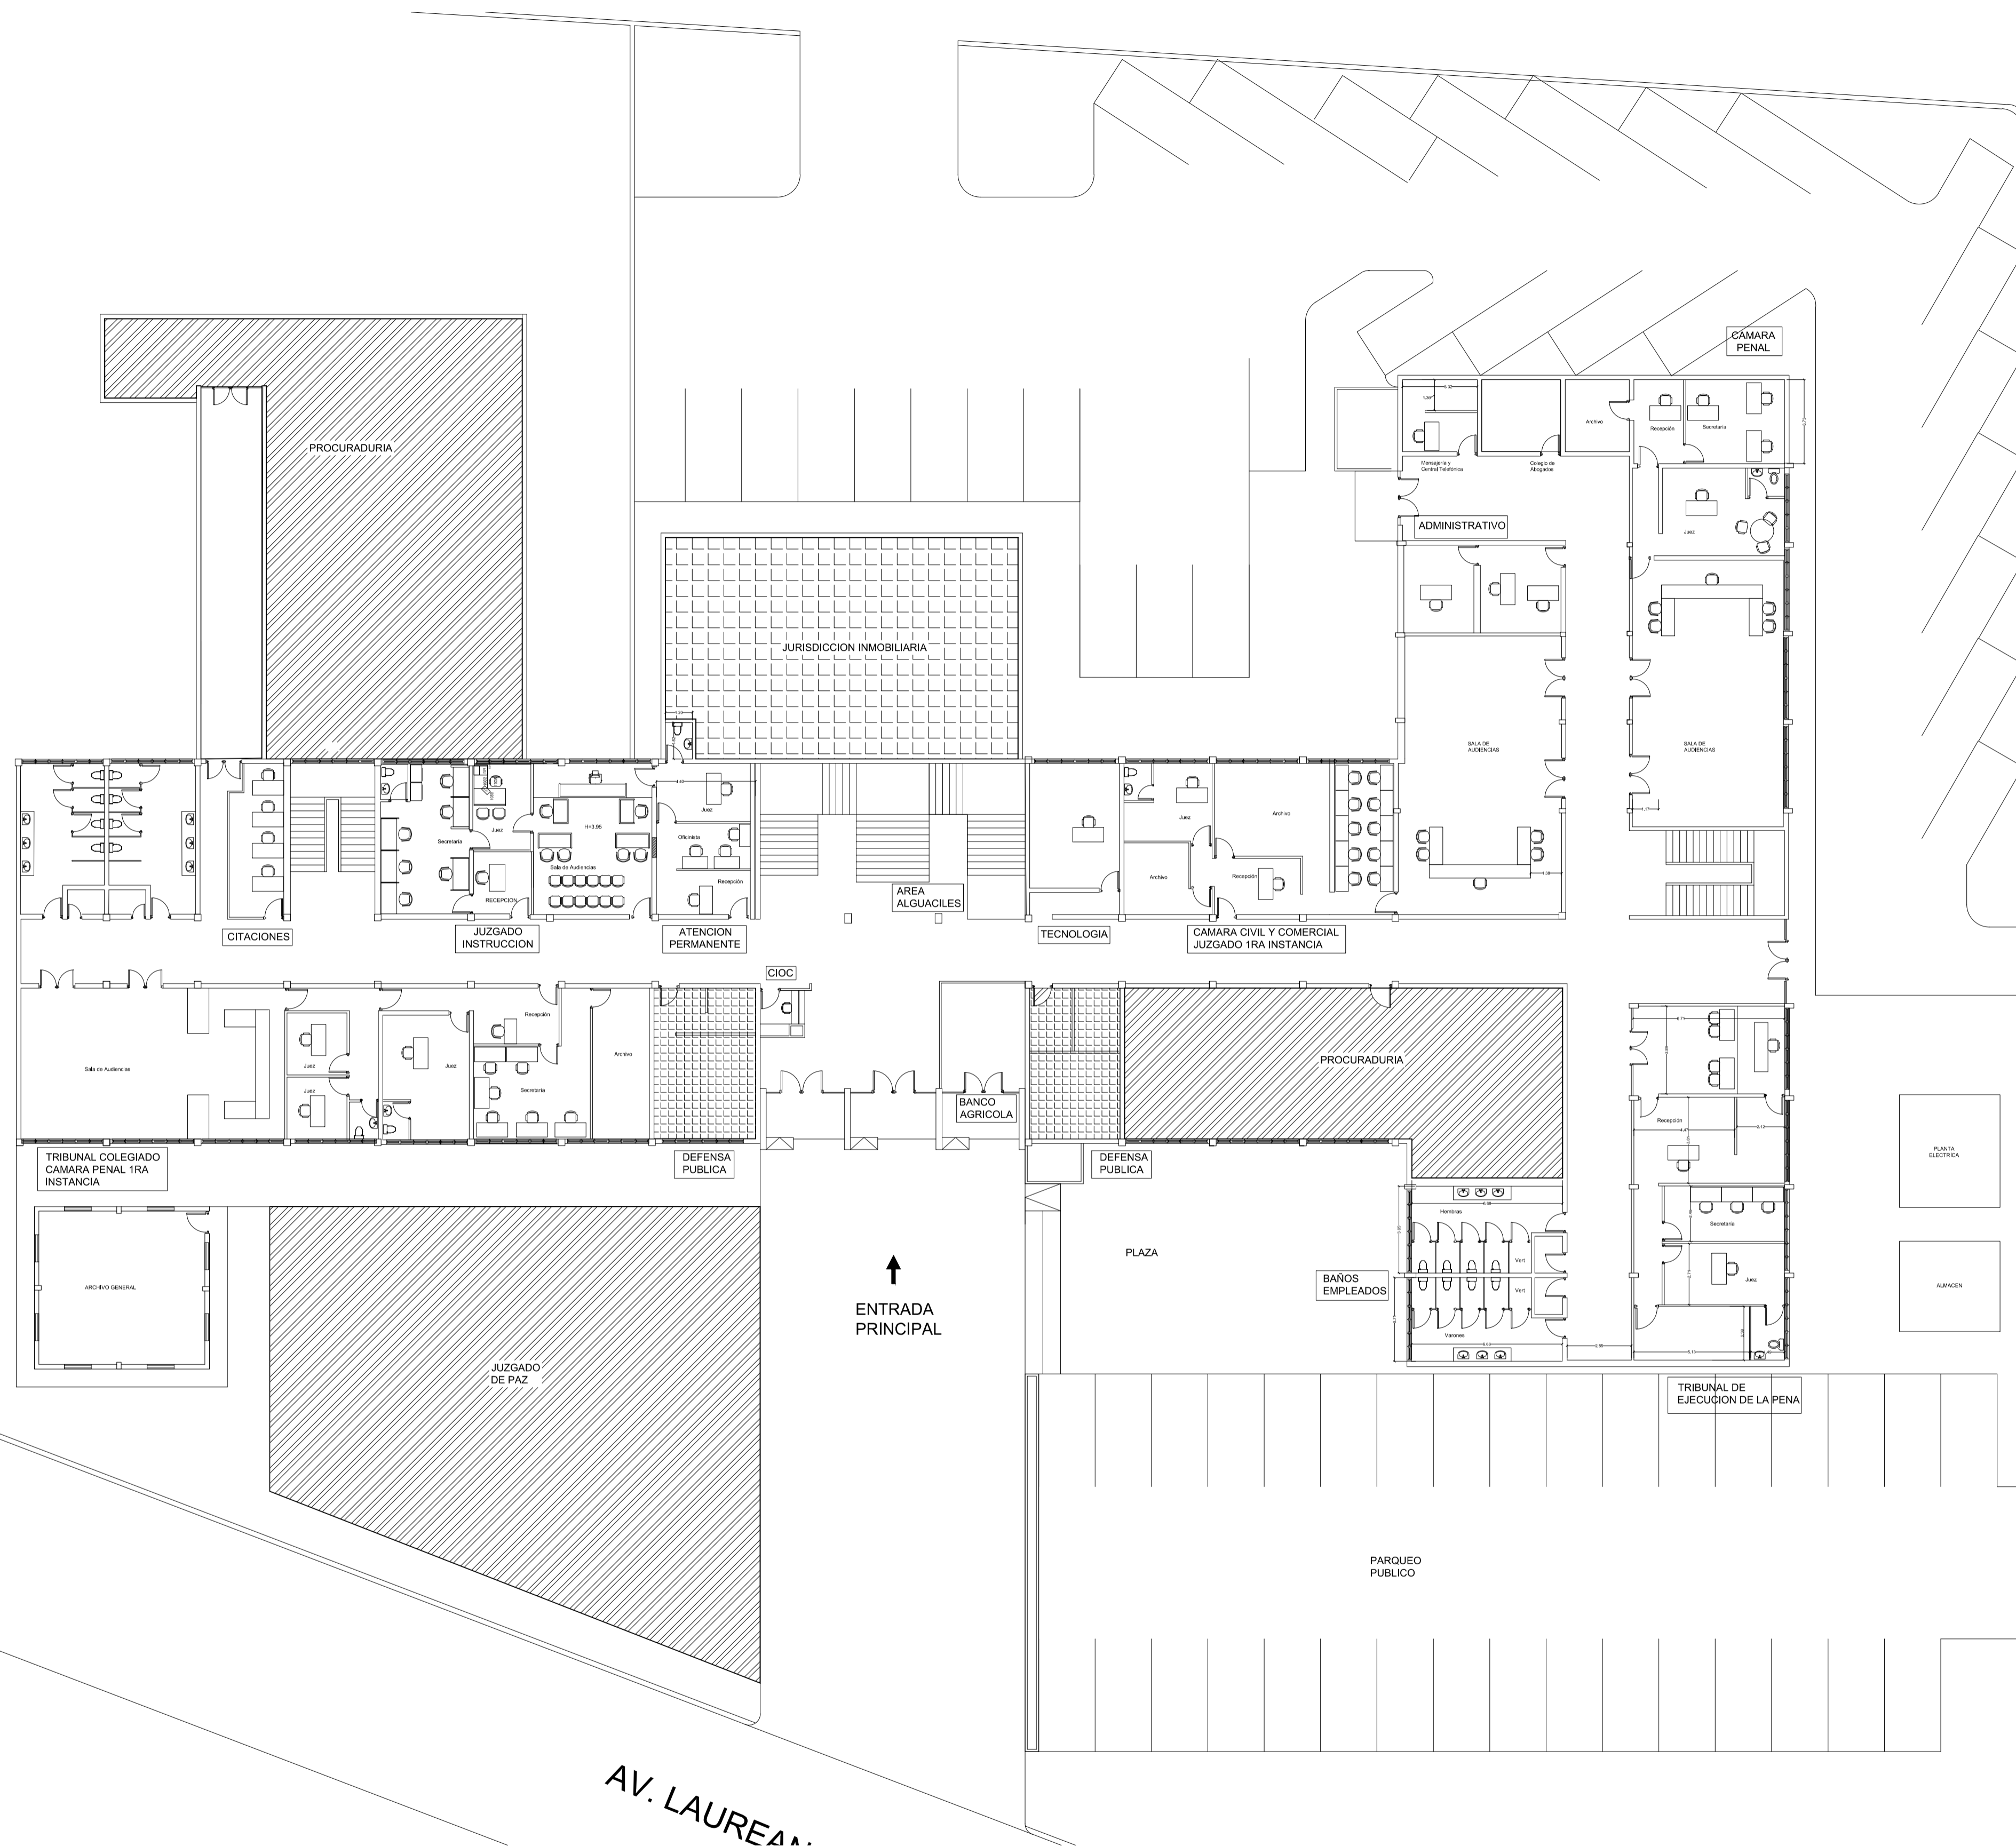 CAMARA
PENAL
PROCURADURIA
Archivo
Recepción
Secretaria
Mensajeria y
Central Telefónica
Colegio de
Abogados
ADMINISTRATIVO
Juez
JURISDICCION INMOBILIARIA
SALA DE
AUDIENCIAS
SALA DE
AUDIENCIAS
Juez
H=3.95
Juez
Oficinista
Secretaria
Sala de Audiencias
Recepción
RECEPCION
Juez
Archivo
Archivo
Recepción
AREA
ALGUACILES
CITACIONES
JUZGADO
INSTRUCCION
ATENCION
PERMANENTE
TECNOLOGIA
CAMARA CIVIL Y COMERCIAL
JUZGADO 1RA INSTANCIA
CIOC
Recepción
Archivo
Sala de Audiencias
Juez
Juez
Juez
Secretaria
PROCURADURIA
BANCO
AGRICOLA
Recepción
PLANTA
ELECTRICA
TRIBUNAL COLEGIADO
CAMARA PENAL 1RA
INSTANCIA
DEFENSA
PUBLICA
DEFENSA
PUBLICA
Hembras
Secretaria
PLAZA
Vert
BAÑOS
EMPLEADOS
Vert
Juez
ARCHIVO GENERAL
ALMACEN
ENTRADA
PRINCIPAL
Varones
JUZGADO
DE PAZ
TRIBUNAL DE
EJECUCION DE LA PENA
PARQUEO
PUBLICO
AV. LAUREAN